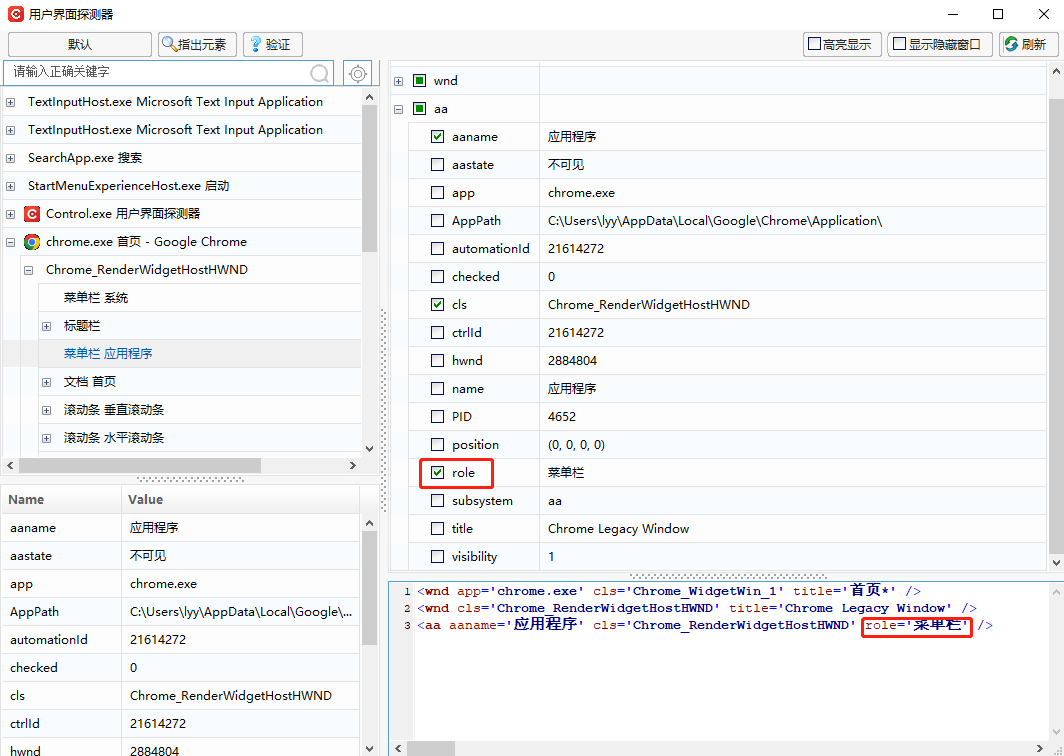 用户界面探测器
默认 指出元素 验证 高亮显示 显示隐藏窗口 刷新
请输入正确关键字
TextInputHost.exe Microsoft Text Input Application
TextInputHost.exe Microsoft Text Input Application
SearchApp.exe 搜索
StartMenuExperienceHost.exe 启动
Control.exe 用户界面探测器
chrome.exe 首页 - Google Chrome
Chrome_RenderWidgetHostHWND
菜单栏 系统
标题栏
菜单栏 应用程序
文档 首页
滚动条 垂直滚动条
滚动条 水平滚动条
Name Value
aaname 应用程序
aastate 不可见
app chrome.exe
AppPath C:\Users\lyy\AppData\Local\Google\...
automationId 21614272
checked 0
cls Chrome_RenderWidgetHostHWND
ctrlId 21614272
hwnd 2884804
wnd
aa
aaname 应用程序
aastate 不可见
app chrome.exe
AppPath C:\Users\lyy\AppData\Local\Google\Chrome\Application\
automationId 21614272
checked 0
cls Chrome_RenderWidgetHostHWND
ctrlId 21614272
hwnd 2884804
name 应用程序
PID 4652
position (0, 0, 0, 0)
role 菜单栏
subsystem aa
title Chrome Legacy Window
visibility 1
1 <wnd app='chrome.exe' cls='Chrome_WidgetWin_1' title='首页*' />
2 <wnd cls='Chrome_RenderWidgetHostHWND' title='Chrome Legacy Window' />
3 <aa aaname='应用程序' cls='Chrome_RenderWidgetHostHWND' role='菜单栏' />